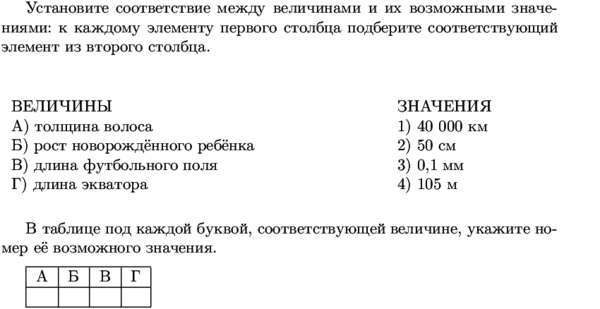 Установите соответствие между величинами и их возможными значе-
ниями: к каждому элементу первого столбца подберите соответствующий
элемент из второго столбца.
ВЕЛИЧИНЫ
А) толщина волоса
Б) рост новорождённого ребёнка
В) длина футбольного поля
Г) длина экватора
ЗНАЧЕНИЯ
1) 40 000 км
2) 50 см
3) 0,1 мм
4) 105 м
В таблице под каждой буквой, соответствующей величине, укажите но-
мер её возможного значения.
А Б В Г